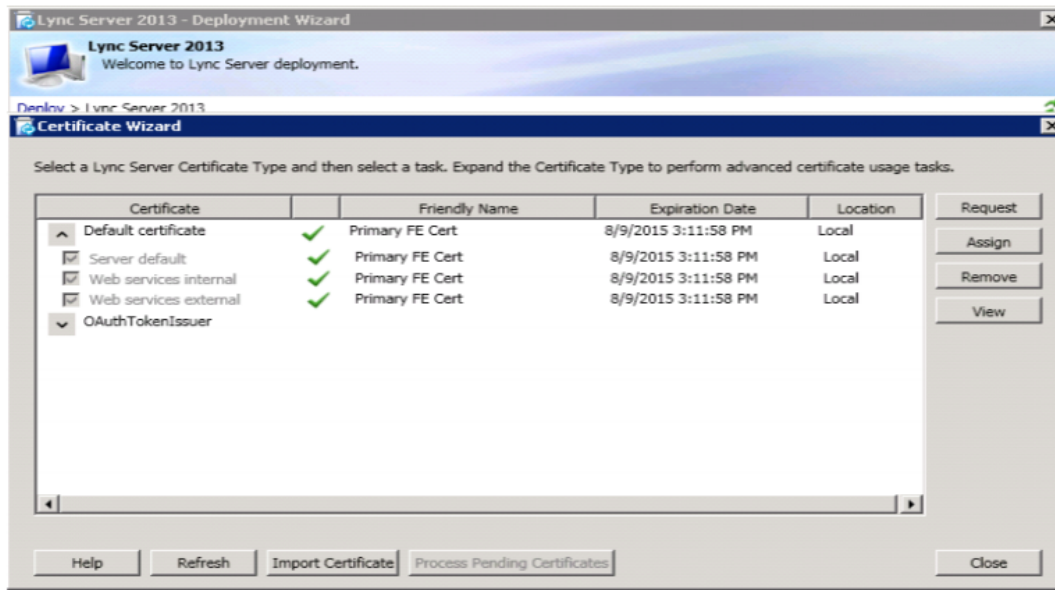 Lync Server 2013 - Deployment Wizard
Lync Server 2013
Welcome to Lync Server deployment.
Deploy > Lync Server 2013
Certificate Wizard
Select a Lync Server Certificate Type and then select a task. Expand the Certificate Type to perform advanced certificate usage tasks.
Certificate Friendly Name Expiration Date Location Request
Default certificate Primary FE Cert 8/9/2015 3:11:58 PM Local Assign
Server default Primary FE Cert 8/9/2015 3:11:58 PM Local
Web services internal Primary FE Cert 8/9/2015 3:11:58 PM Local Remove
Web services external Primary FE Cert 8/9/2015 3:11:58 PM Local View
OAuthTokenIssuer
Help Refresh Import Certificate Process Pending Certificates Close